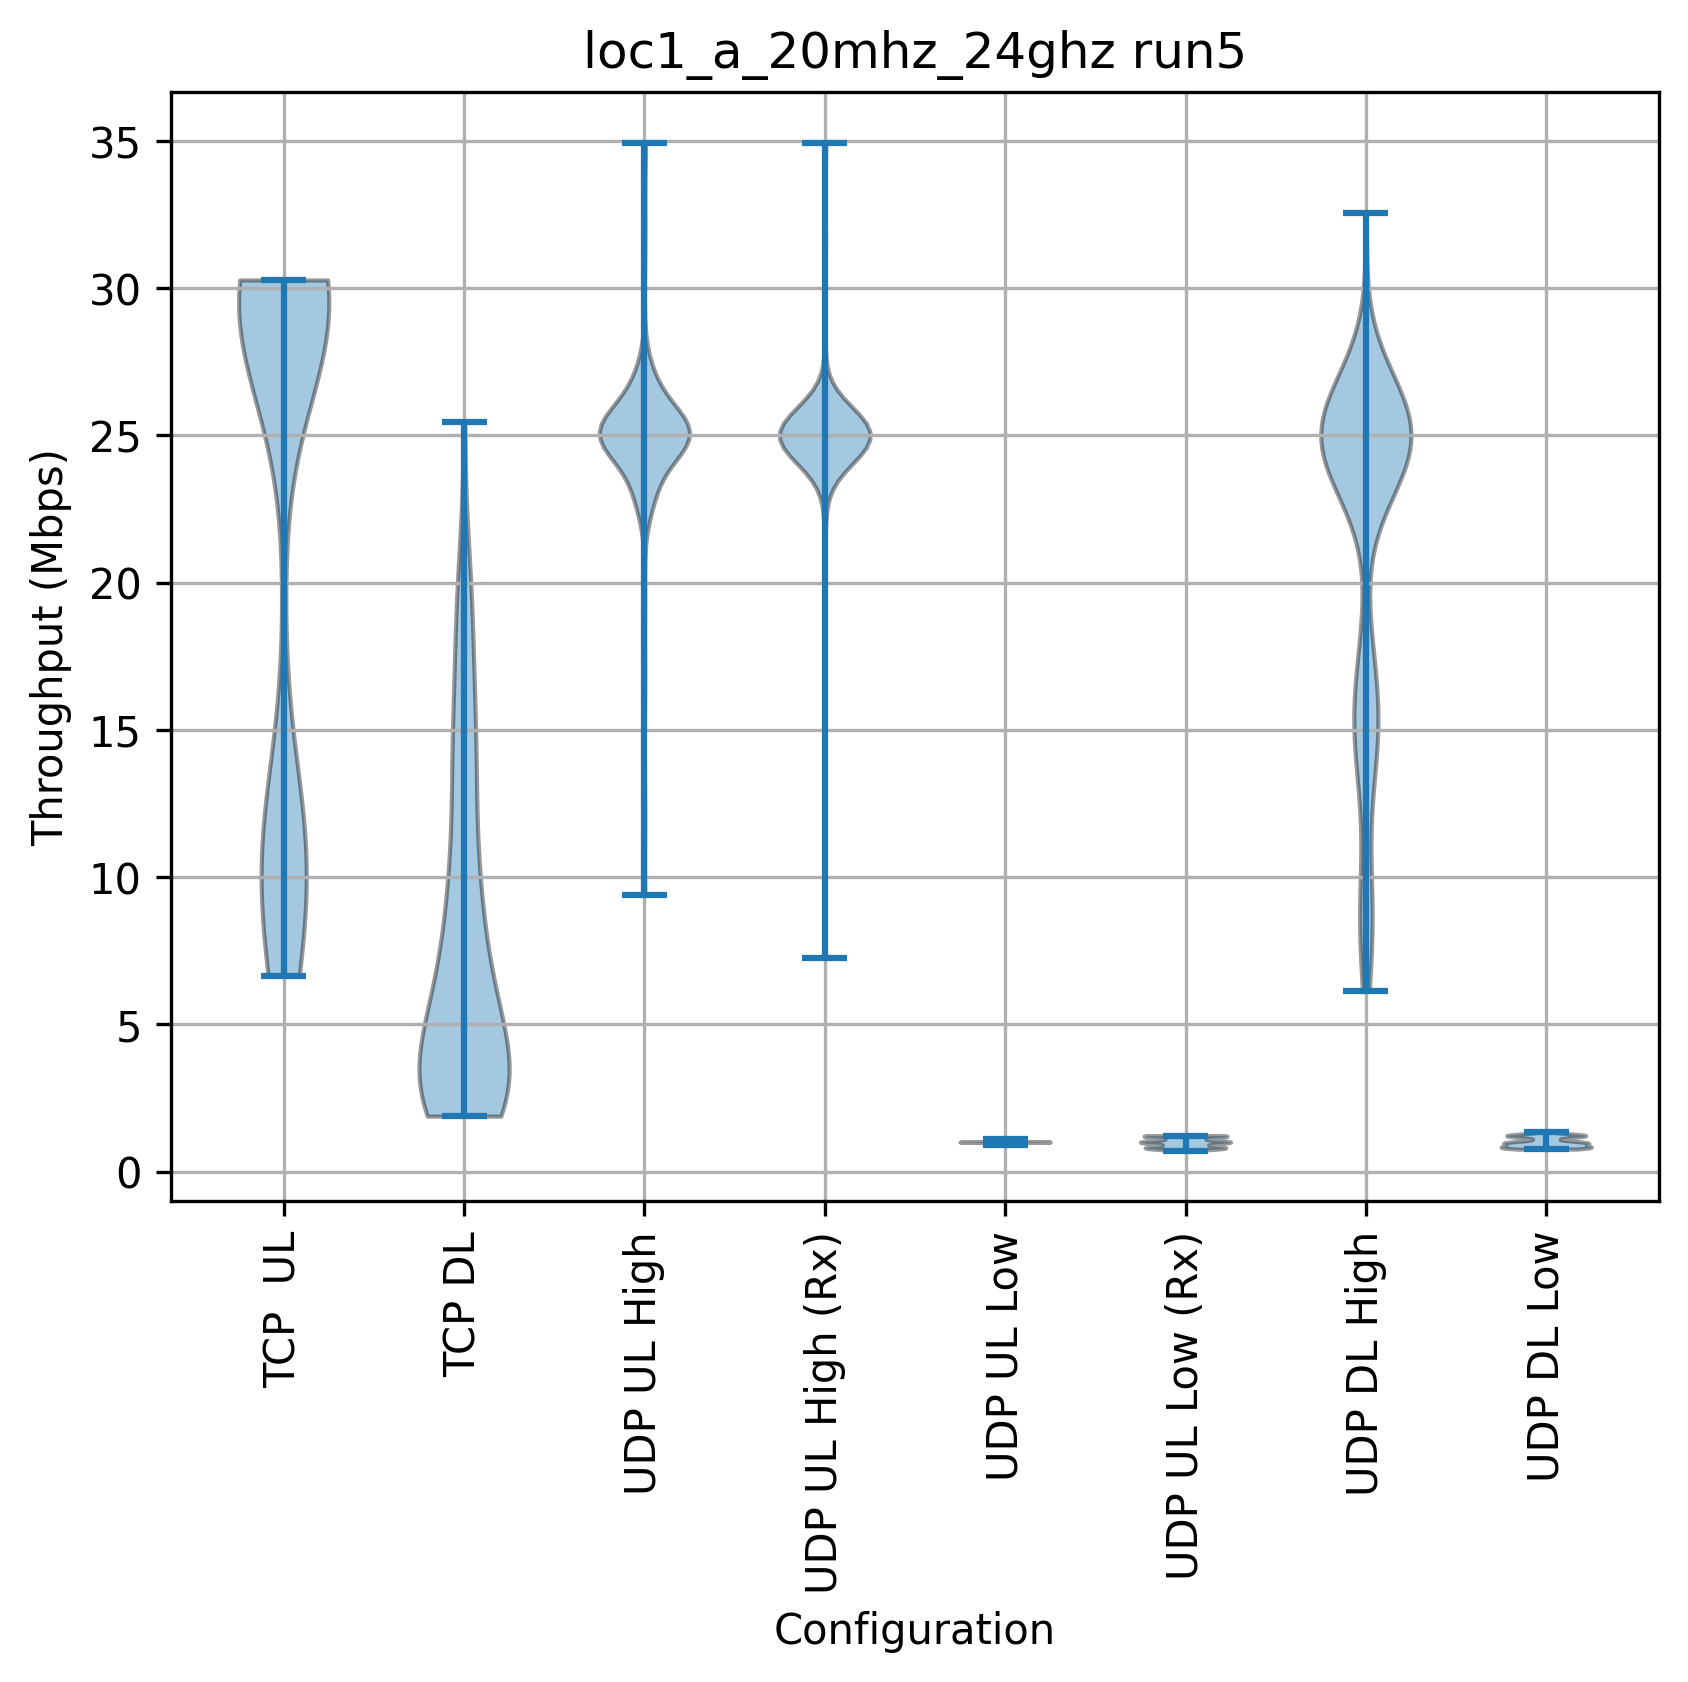 loc1_a_20mhz_24ghz run5
Throughput (Mbps)
35
30
25
20
15
10
5
0
TCP  UL
TCP DL
UDP UL High
UDP UL High (Rx)
UDP UL Low
UDP UL Low (Rx)
UDP DL High
UDP DL Low
Configuration